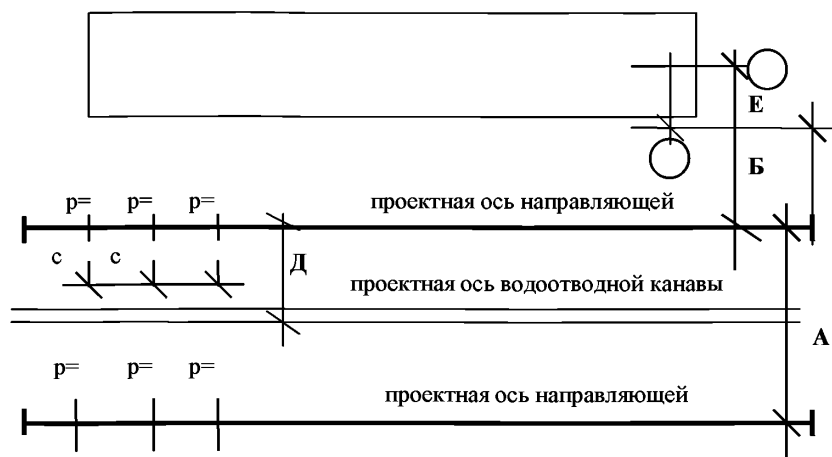 Е
Б
р= р= р= проектная ось направляющей
с с Д проектная ось водоотводной канавы
А
р= р= р=
проектная ось направляющей